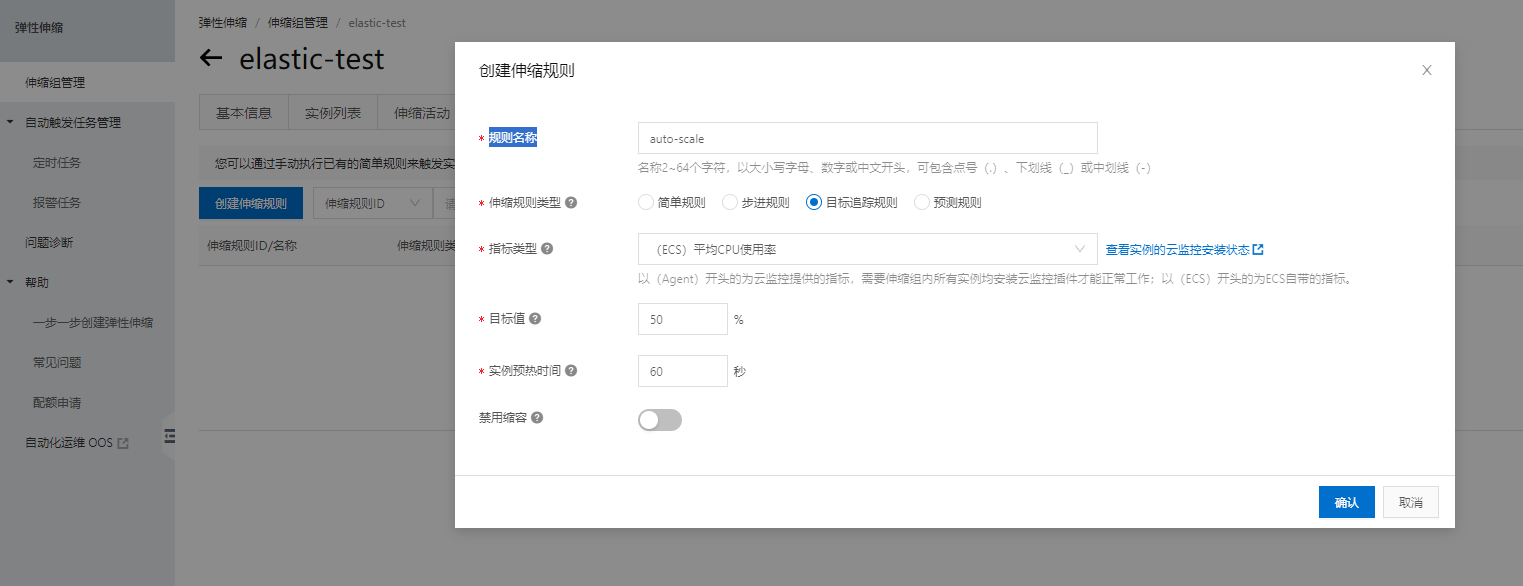 弹性伸缩
伸缩组管理
自动触发任务管理
定时任务
报警任务
问题诊断
帮助
一步一步创建弹性伸缩
常见问题
配额申请
自动化运维 OOS
弹性伸缩 / 伸缩组管理 / elastic-test
elastic-test
基本信息 实例列表 伸缩活动
您可以通过手动执行已有的简单规则来触发实
创建伸缩规则 伸缩规则ID 请
伸缩规则ID/名称 伸缩规则类
创建伸缩规则
* 规则名称 auto-scale
名称2~64个字符，以大小写字母、数字或中文开头，可包含点号（.）、下划线（_）或中划线（-）
* 伸缩规则类型 ? 简单规则 步进规则 目标追踪规则 预测规则
* 指标类型 ? （ECS）平均CPU使用率 查看实例的云监控安装状态
以（Agent）开头的为云监控提供的指标，需要伸缩组内所有实例均安装云监控插件才能正常工作；以（ECS）开头的为ECS自带的指标。
* 目标值 ? 50 %
* 实例预热时间 ? 60 秒
禁用缩容 ?
确认 取消